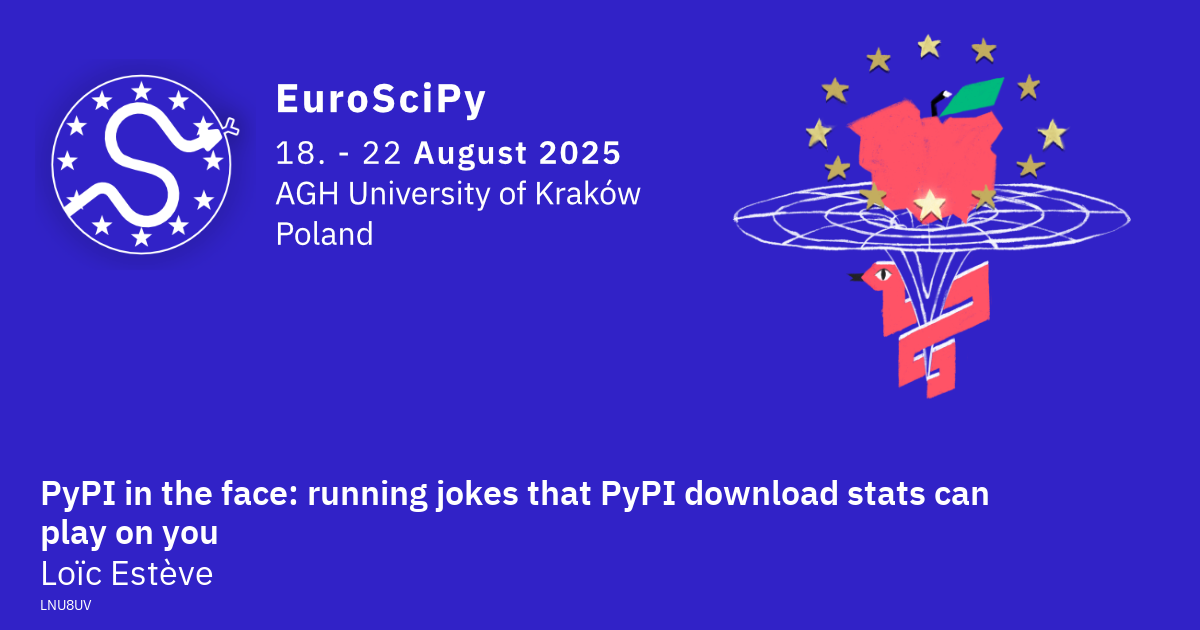 EuroSciPy
18. - 22 August 2025
AGH University of Kraków
Poland
PyPI in the face: running jokes that PyPI download stats can
play on you
Loïc Estève
LNU8UV